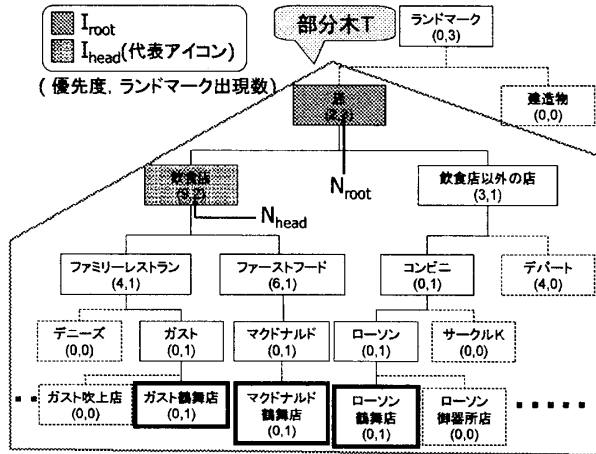 I root
I head(代表アイコン)
(優先度, ランドマーク出現数)
部分木T
ランドマーク
(0,3)
店
建造物
(0,0)
N root
飲食店
(9,2)
N head
飲食店以外の店
(3,1)
ファミリーレストラン
(4,1)
ファーストフード
(6,1)
コンビニ
(0,1)
デパート
(4,0)
デニーズ
(0,0)
ガスト
(0,1)
マクドナルド
(0,1)
ローソン
(0,1)
サークルK
(0,0)
ガスト吹上店
(0,0)
ガスト鶴舞店
(0,1)
マクドナルド
鶴舞店
(0,1)
ローソン
鶴舞店
(0,1)
ローソン
御器所店
(0,0)